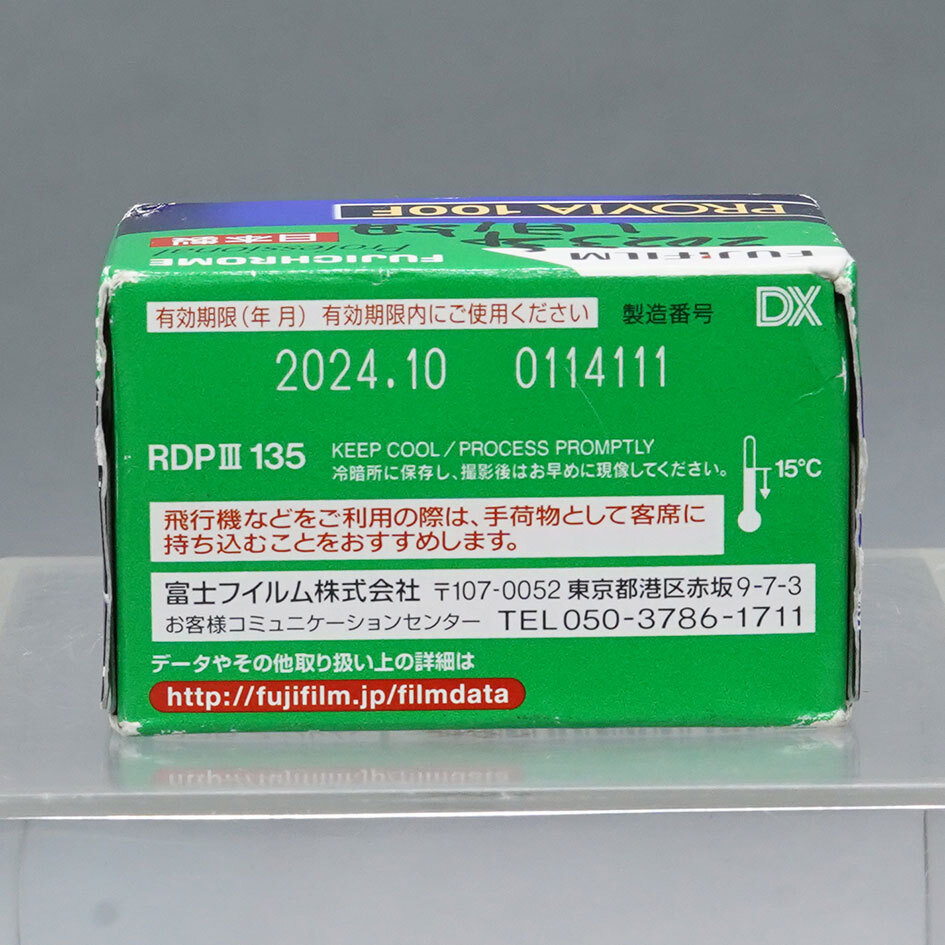 PROVIA 100F
FUJIFILM
FUJICHROME
Professional
日本製
有効期限(年月) 有効期限内にご使用ください
製造番号
DX
2024.10
0114111
RDPⅢ 135
KEEP COOL/PROCESS PROMPTLY
冷暗所に保存し、撮影後はお早めに現像してください。
15°C
飛行機などをご利用の際は、手荷物として客席に
持ち込むことをおすすめします。
富士フイルム株式会社 〒107-0052 東京都港区赤坂9-7-3
お客様コミュニケーションセンター TEL 050-3786-1711
データやその他取り扱い上の詳細は
http://fujifilm.jp/filmdata